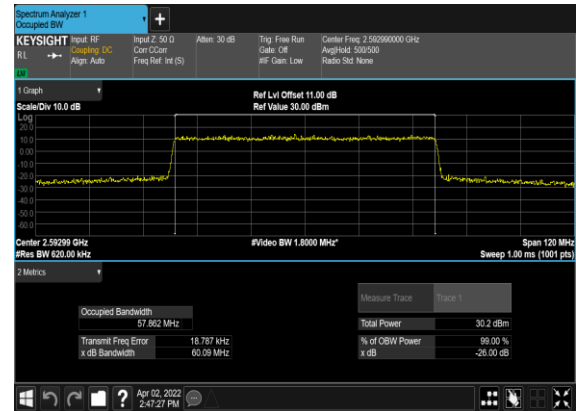 Spectrum Analyzer 1
Occupied BW
+
KEYSIGHT Input: RF Input Z: 50 Ω Atten: 30 dB Trig: Free Run Center Freq: 2.592990000 GHz
RL Coupling: DC Corr CCorr Gate: Off Avg|Hold: 500/500
Align: Auto Freq Ref: Int (S) #IF Gain: Low Radio Std: None
1 Graph
Scale/Div 10.0 dB
Ref Lvl Offset 11.00 dB
Ref Value 30.00 dBm
Log
20.0
10.0
0.00
-10.0
-20.0
-30.0
-40.0
-50.0
-60.0
Center 2.59299 GHz #Video BW 1.8000 MHz* Span 120 MHz
#Res BW 620.00 kHz Sweep 1.00 ms (1001 pts)
2 Metrics
Measure Trace Trace 1
Occupied Bandwidth
57.862 MHz
Total Power 30.2 dBm
Transmit Freq Error 18.787 kHz % of OBW Power 99.00 %
x dB Bandwidth 60.09 MHz x dB -26.00 dB
? Apr 02, 2022
2:47:27 PM